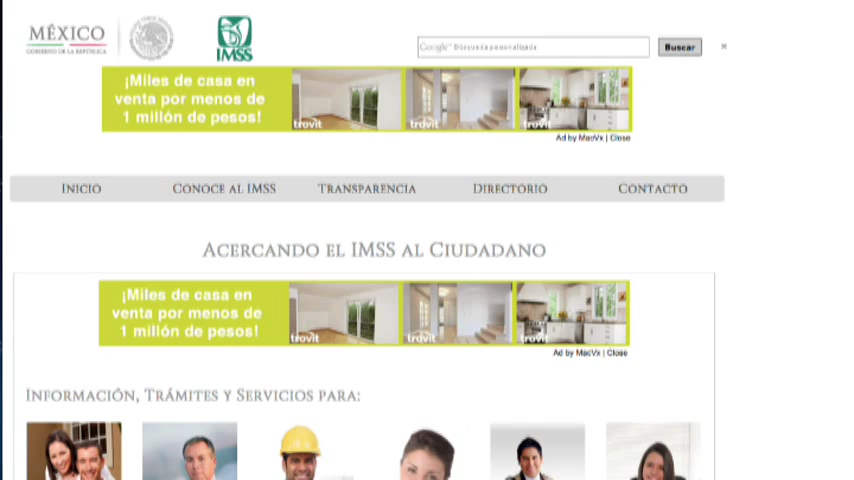 MÉXICO
GOBIERNO DE LA REPÚBLICA
IMSS
Google™ Búsqueda personalizada
Buscar
×
¡Miles de casa en
venta por menos de
1 millón de pesos!
trovit
trovit
trovit
Ad by MacVx | Close
INICIO
CONOCE AL IMSS
TRANSPARENCIA
DIRECTORIO
CONTACTO
ACERCANDO EL IMSS AL CIUDADANO
¡Miles de casa en
venta por menos de
1 millón de pesos!
trovit
trovit
trovit
Ad by MacVx | Close
INFORMACIÓN, TRÁMITES Y SERVICIOS PARA: